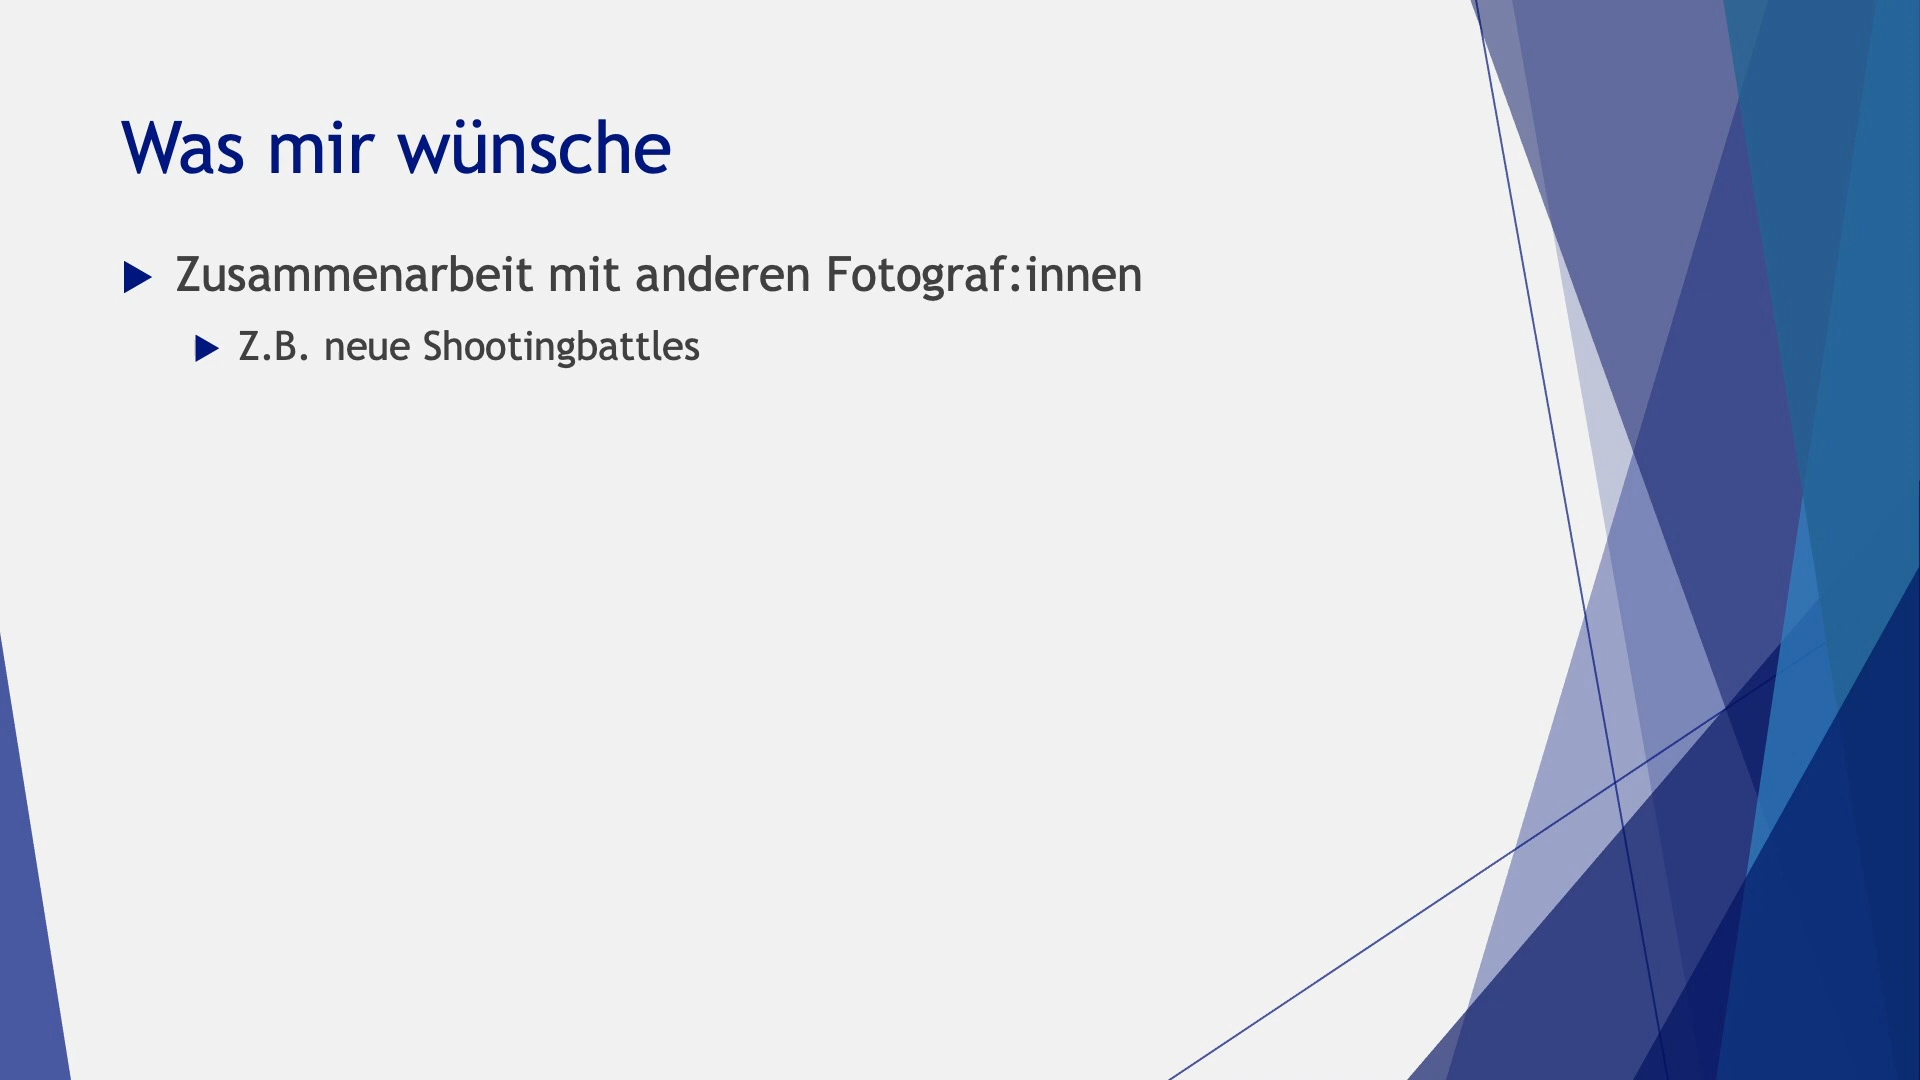 Was mir wünsche
Zusammenarbeit mit anderen Fotograf:innen
Z.B. neue Shootingbattles